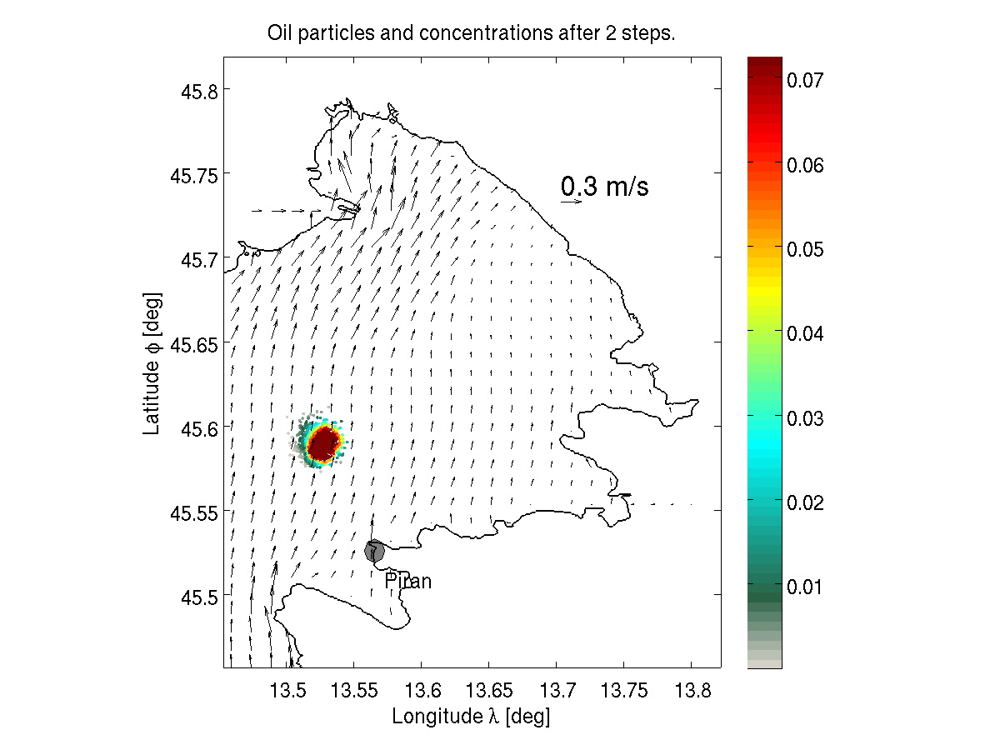 Oil particles and concentrations after 2 steps.
45.8
45.75
45.7
45.65
45.6
45.55
45.5
Latitude ϕ [deg]
0.3 m/s
Piran
13.5 13.55 13.6 13.65 13.7 13.75 13.8
Longitude λ [deg]
0.07
0.06
0.05
0.04
0.03
0.02
0.01